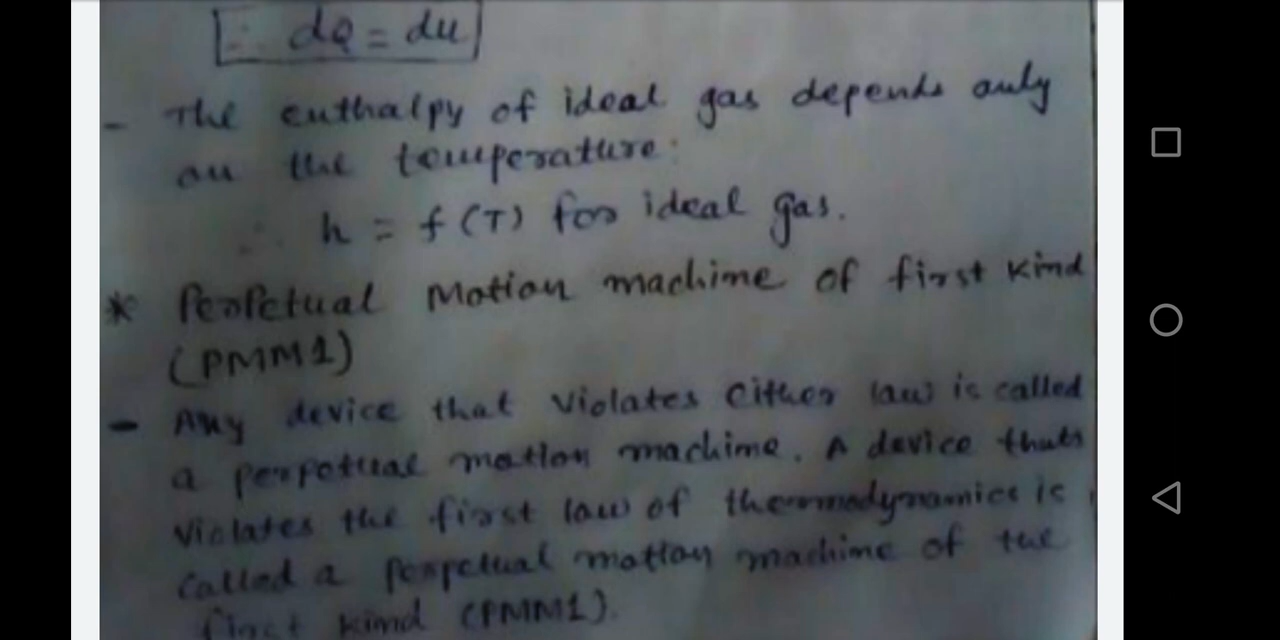 ∴ dQ = du
- The enthalpy of ideal gas depends only
on the temperature:
∴ h = f(T) for ideal gas.
* Perpetual Motion machine of first kind
(PMM1)
- Any device that violates either law is called
a perpetual motion machine. A device that
violates the first law of thermodynamics is
called a perpetual motion machine of the
first kind (PMM1).